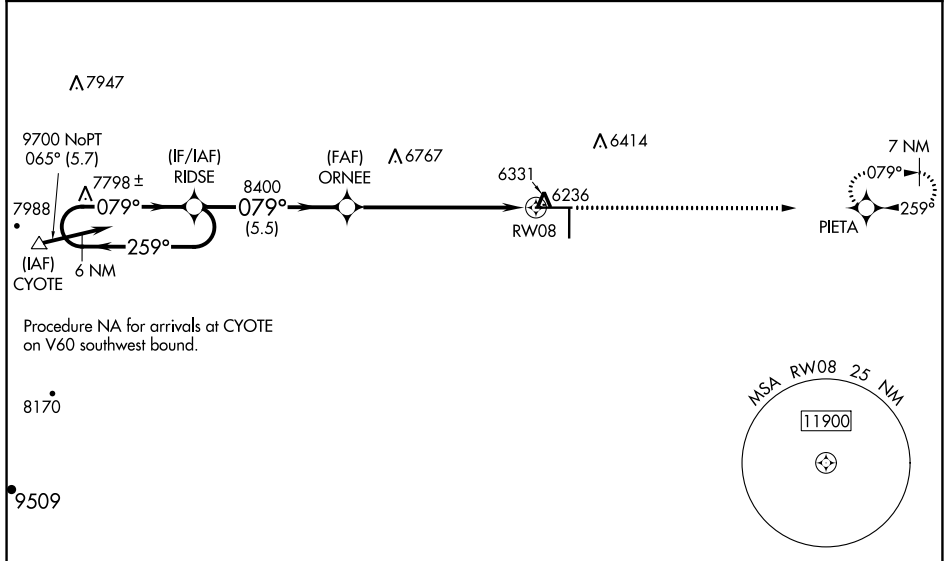 7947
9700 NoPT
065° (5.7)
(IF/IAF)
RIDSE
(FAF)
ORNEE
6767
6414
7 NM
079°
259°
PIETA
7798 ±
079°
8400
079°
(5.5)
6331
6236
RW08
7988
259°
6 NM
(IAF)
CYOTE
Procedure NA for arrivals at CYOTE
on V60 southwest bound.
8170
9509
MSA RW08 25 NM
11900